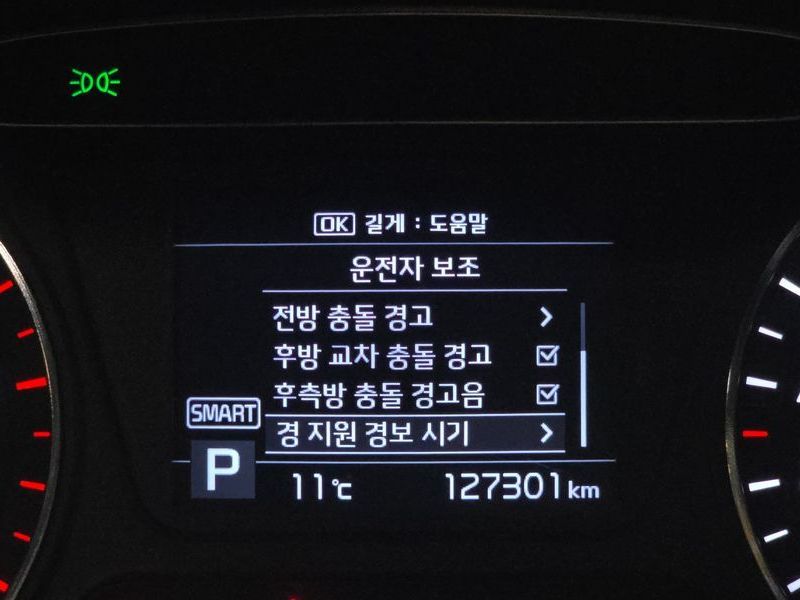 OK 길게 : 도움말
운전자 보조
전방 충돌 경고
후방 교차 충돌 경고
후측방 충돌 경고음
경 지원 경보 시기
SMART
P
11℃
127301km